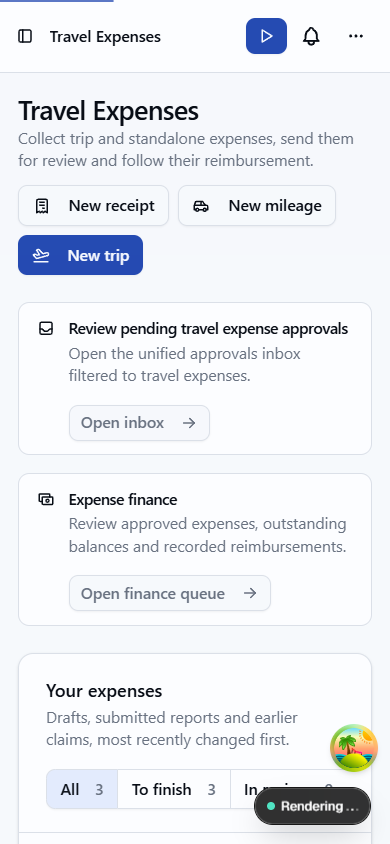 Travel Expenses
Travel Expenses
Collect trip and standalone expenses, send them
for review and follow their reimbursement.
New receipt
New mileage
New trip
Review pending travel expense approvals
Open the unified approvals inbox
filtered to travel expenses.
Open inbox
Expense finance
Review approved expenses, outstanding
balances and recorded reimbursements.
Open finance queue
Your expenses
Drafts, submitted reports and earlier
claims, most recently changed first.
All 3
To finish 3
In
Rendering ...